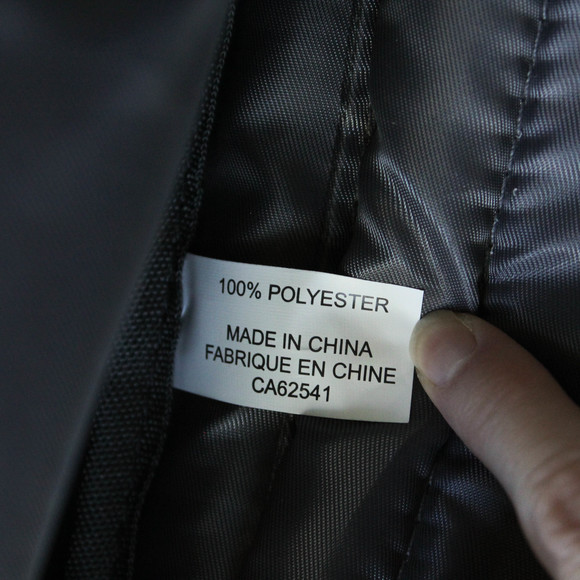 100% POLYESTER
MADE IN CHINA
FABRIQUE EN CHINE
CA62541